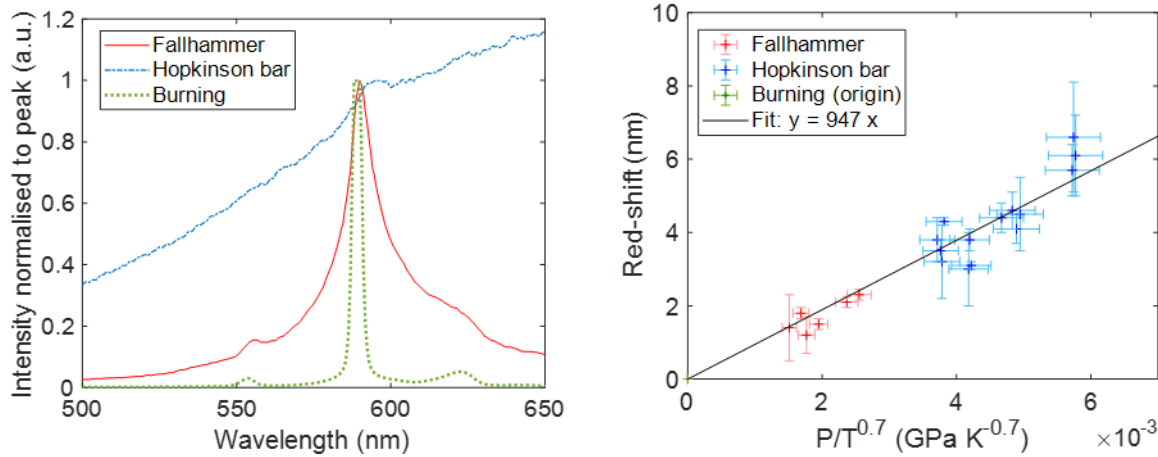 Intensity normalised to peak (a.u.)
1.2
1
0.8
0.6
0.4
0.2
0
Fallhammer
Hopkinson bar
Burning
500
550
600
650
Wavelength (nm)
Red-shift (nm)
10
8
6
4
2
0
Fallhammer
Hopkinson bar
Burning (origin)
Fit: y = 947 x
0
2
4
6
×10⁻³
P/T⁰·⁷ (GPa K⁻⁰·⁷)